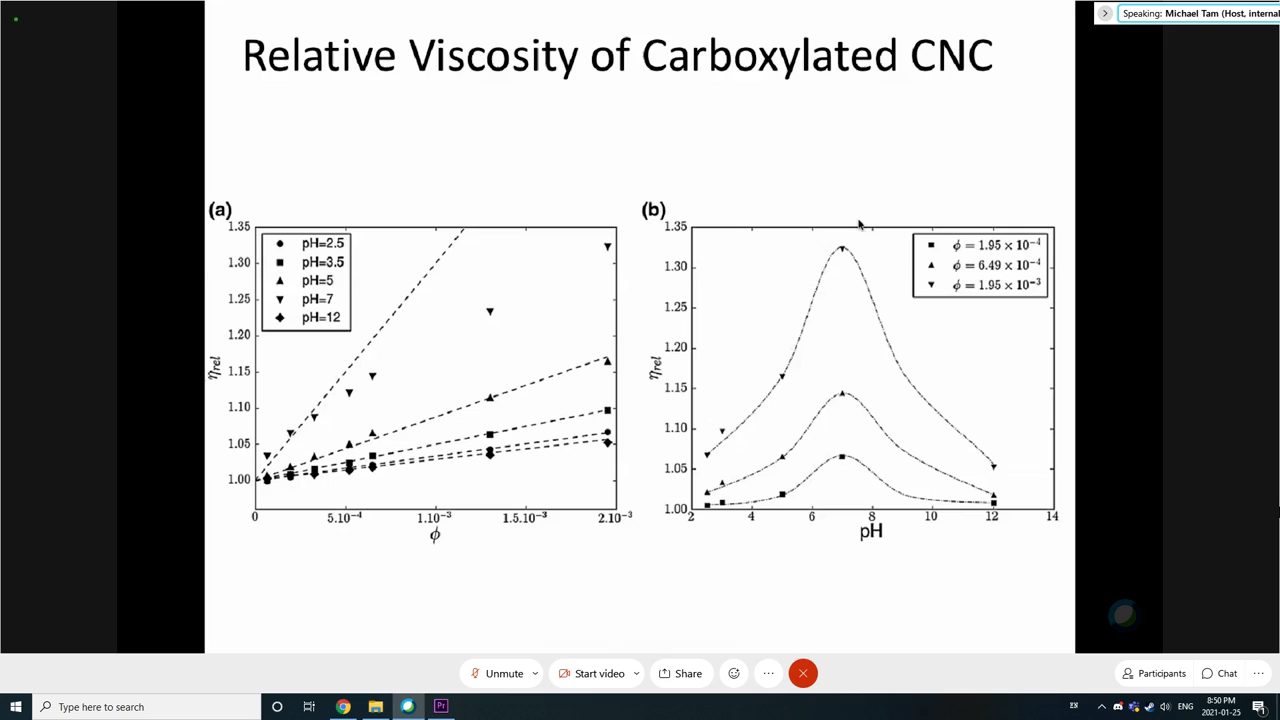 Speaking: Michael Tam (Host, internal
Relative Viscosity of Carboxylated CNC
(a)
1.35
1.30
1.25
1.20
1.15
1.10
1.05
1.00
ηrel
pH=2.5
pH=3.5
pH=5
pH=7
pH=12
0
5.10⁻⁴
1.10⁻³
1.5.10⁻³
2.10⁻³
ϕ
(b)
1.35
1.30
1.25
1.20
1.15
1.10
1.05
1.00
ηrel
ϕ = 1.95 × 10⁻⁴
ϕ = 6.49 × 10⁻⁴
ϕ = 1.95 × 10⁻³
2
4
6
8
10
12
14
pH
Unmute
Start video
Share
Participants
Chat
Type here to search
Pr
ENG
8:50 PM
2021-01-25